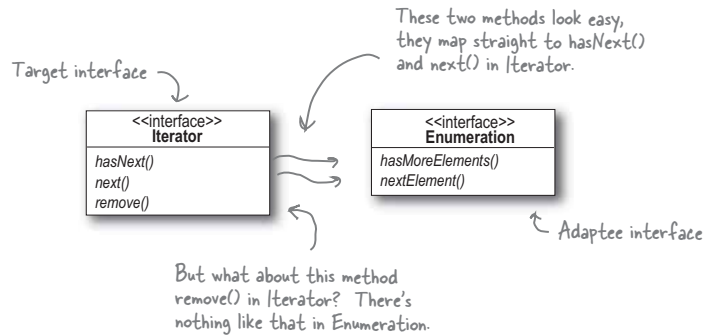 These two methods look easy,
they map straight to hasNext()
and next() in Iterator.
Target interface
<<interface>>
Iterator
hasNext()
next()
remove()
<<interface>>
Enumeration
hasMoreElements()
nextElement()
Adaptee interface
But what about this method
remove() in Iterator? There's
nothing like that in Enumeration.